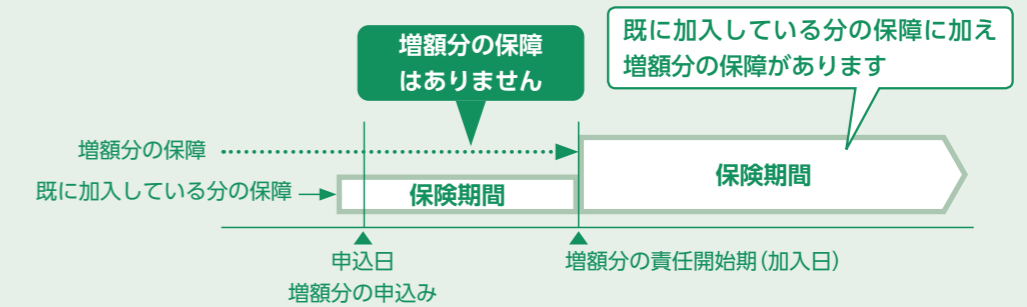 増額分の保障
はありません
既に加入している分の保障に加え
増額分の保障があります
増額分の保障
既に加入している分の保障
保険期間
保険期間
申込日
増額分の申込み
増額分の責任開始期(加入日)